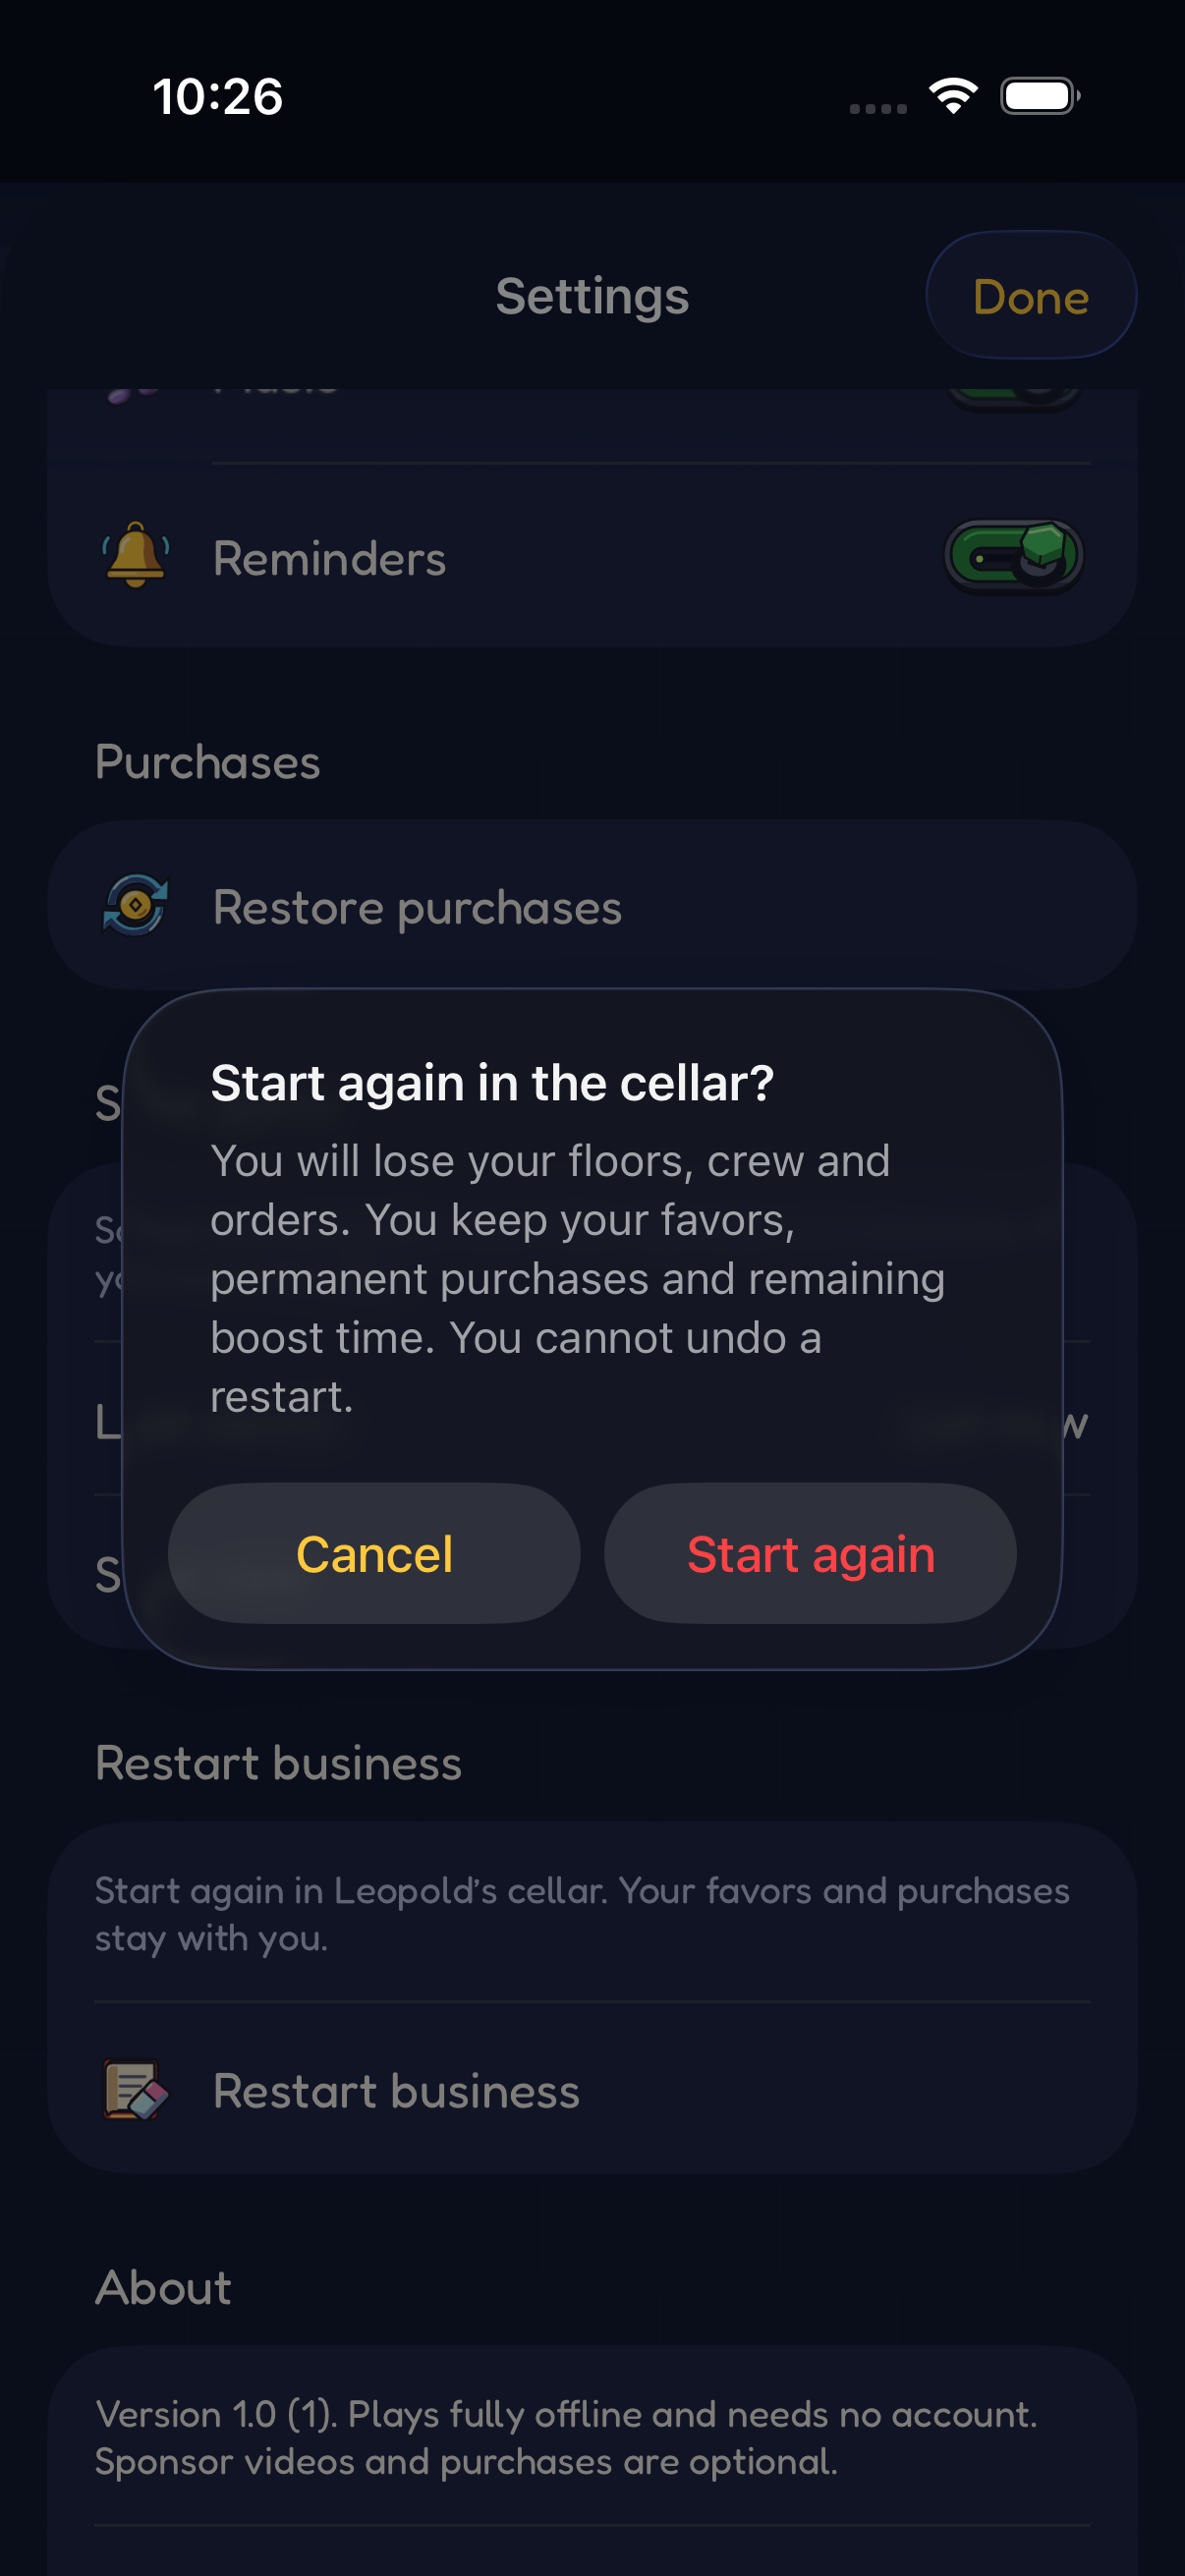 10:26
Settings
Done
Reminders
Purchases
Restore purchases
Start again in the cellar?
You will lose your floors, crew and
orders. You keep your favors,
permanent purchases and remaining
boost time. You cannot undo a
restart.
Cancel
Start again
Restart business
Start again in Leopold’s cellar. Your favors and purchases
stay with you.
Restart business
About
Version 1.0 (1). Plays fully offline and needs no account.
Sponsor videos and purchases are optional.